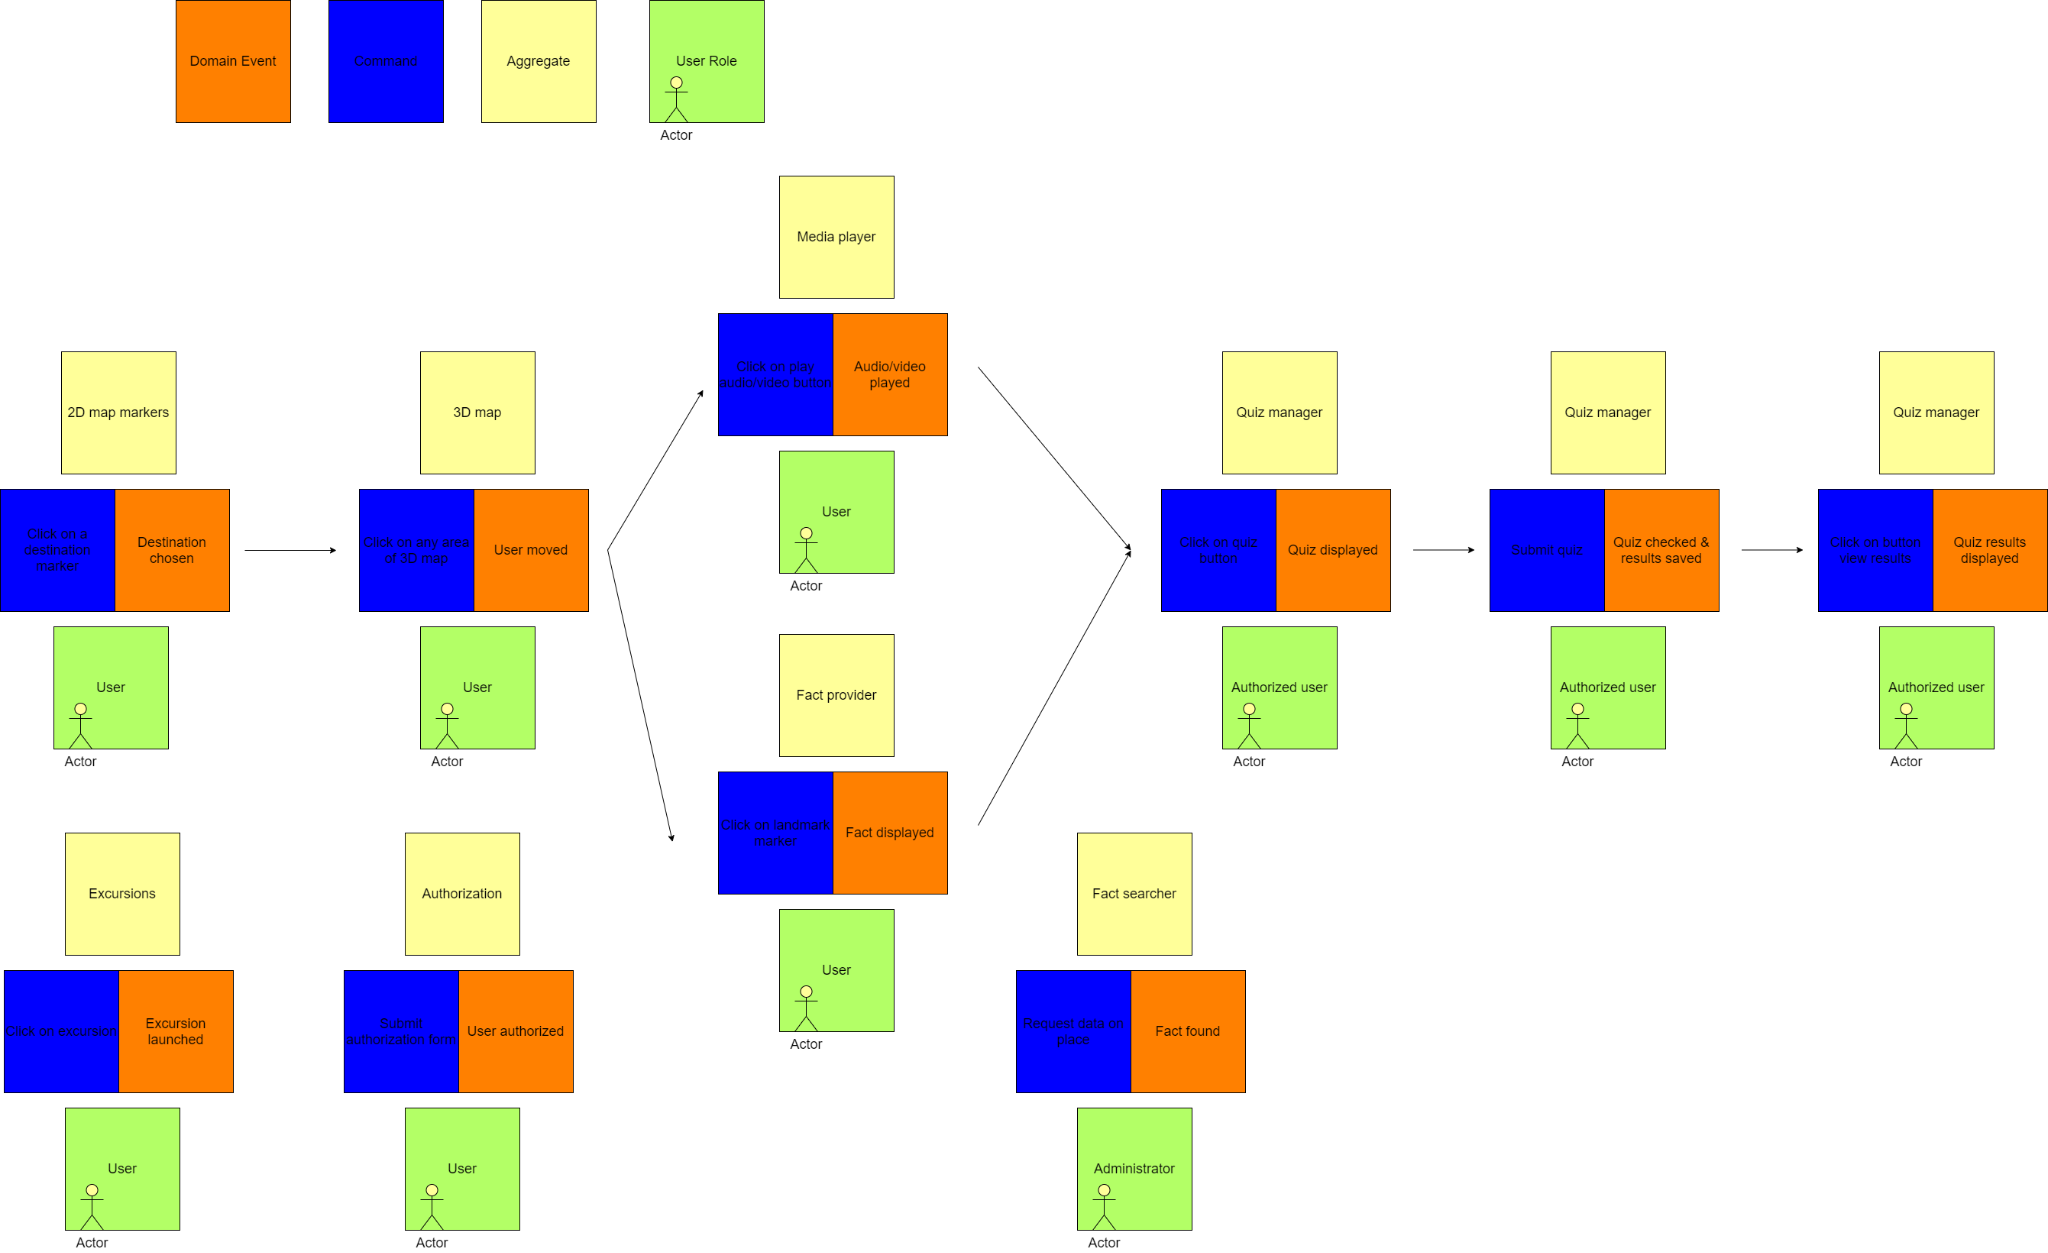 Domain Event
Command
Aggregate
User Role
Actor
Media player
Click on play
audio/video button
Audio/video
played
User
Actor
2D map markers
Click on a
destination
marker
Destination
chosen
User
Actor
3D map
Click on any area
of 3D map
User moved
User
Actor
Quiz manager
Click on quiz
button
Quiz displayed
Authorized user
Actor
Quiz manager
Submit quiz
Quiz checked &
results saved
Authorized user
Actor
Quiz manager
Click on button
view results
Quiz results
displayed
Authorized user
Actor
Fact provider
Click on landmark
marker
Fact displayed
User
Actor
Excursions
Click on excursion
Excursion
launched
User
Actor
Authorization
Submit
authorization form
User authorized
User
Actor
Fact searcher
Request data on
place
Fact found
Administrator
Actor